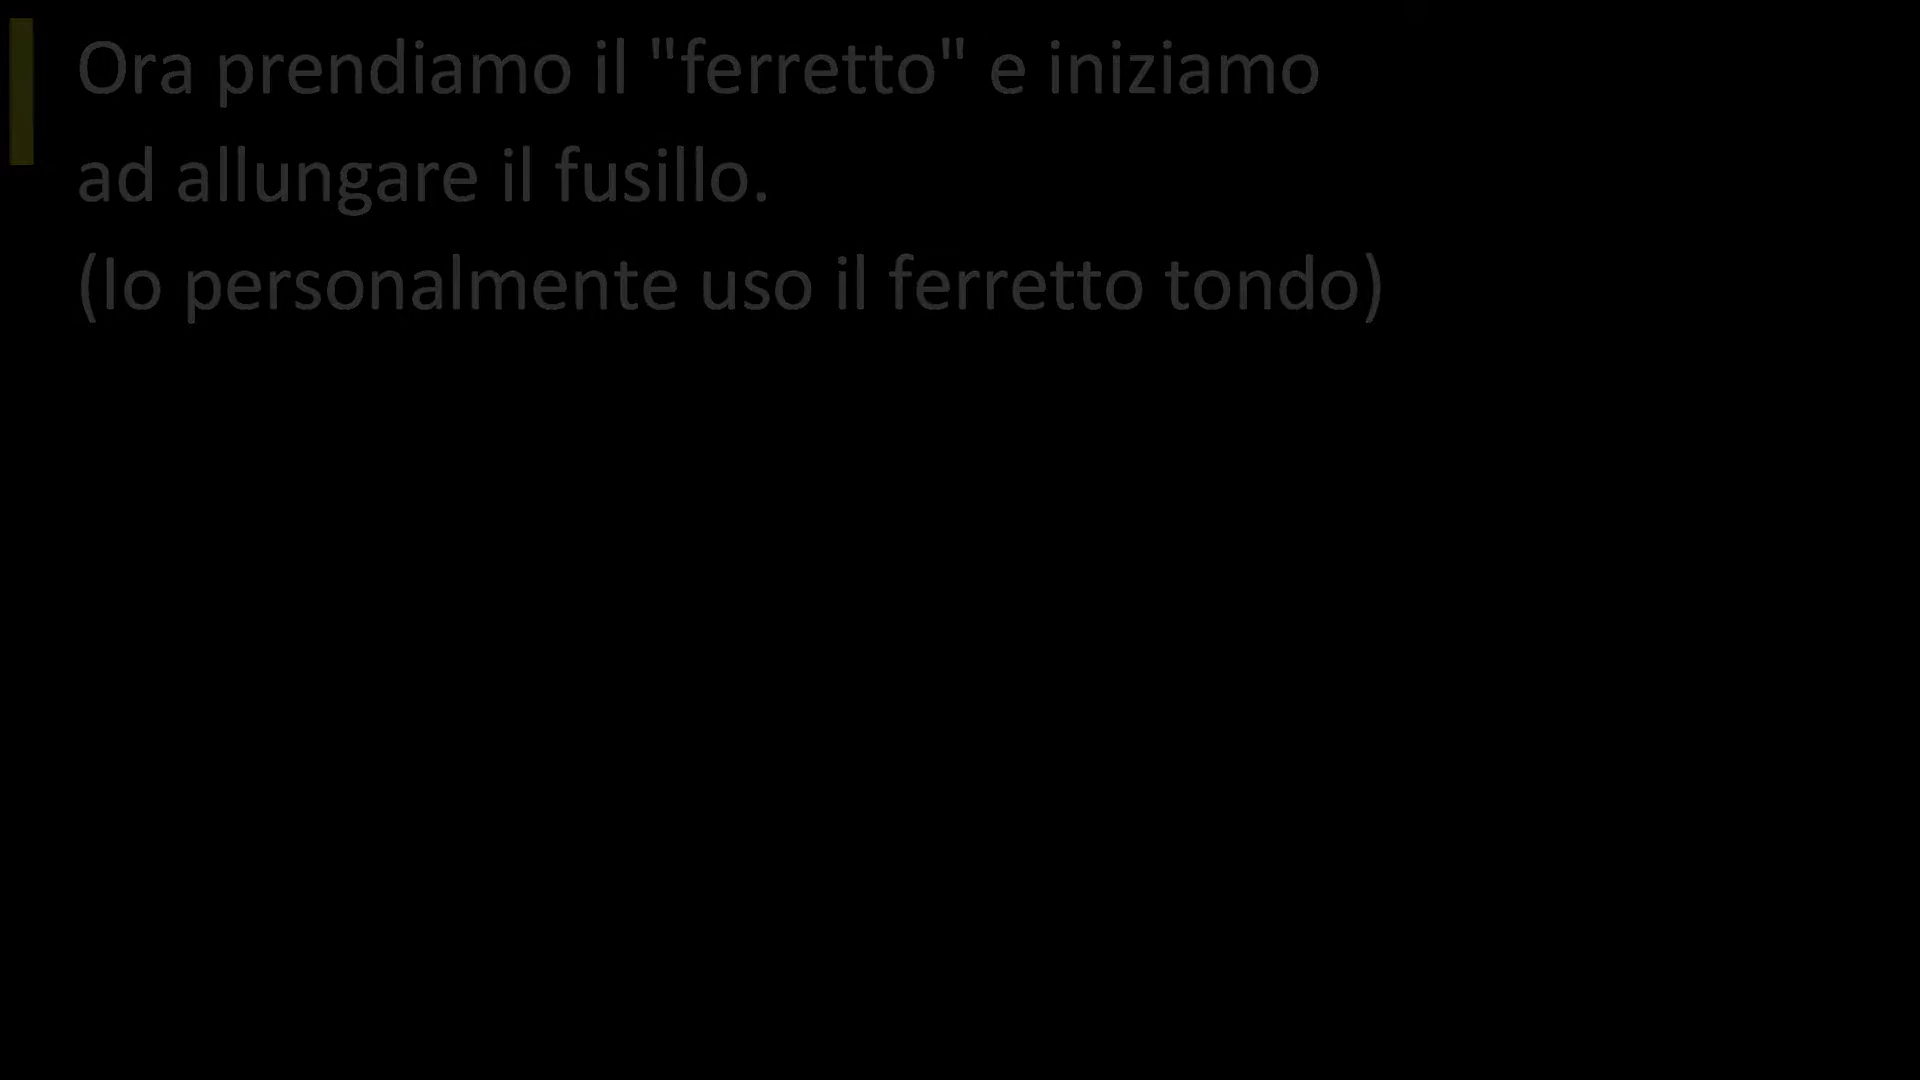 Ora prendiamo il "ferretto" e iniziamo
ad allungare il fusillo.
(Io personalmente uso il ferretto tondo)